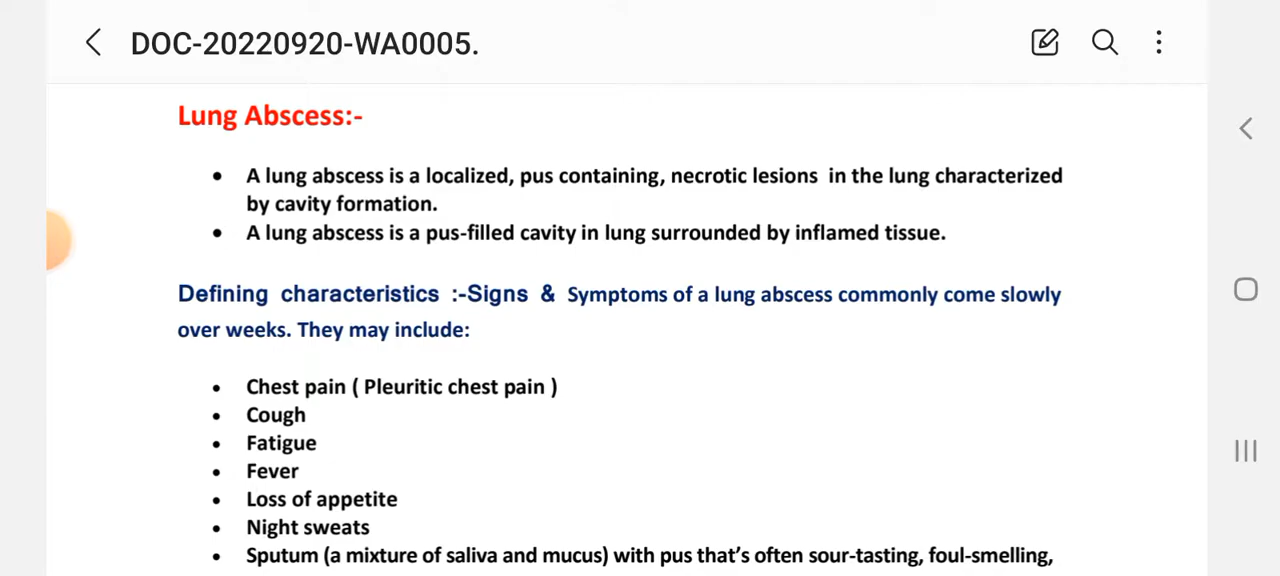 DOC-20220920-WA0005.
Lung Abscess:-
• A lung abscess is a localized, pus containing, necrotic lesions in the lung characterized
by cavity formation.
• A lung abscess is a pus-filled cavity in lung surrounded by inflamed tissue.
Defining characteristics :-Signs & Symptoms of a lung abscess commonly come slowly
over weeks. They may include:
• Chest pain ( Pleuritic chest pain )
• Cough
• Fatigue
• Fever
• Loss of appetite
• Night sweats
• Sputum (a mixture of saliva and mucus) with pus that's often sour-tasting, foul-smelling,